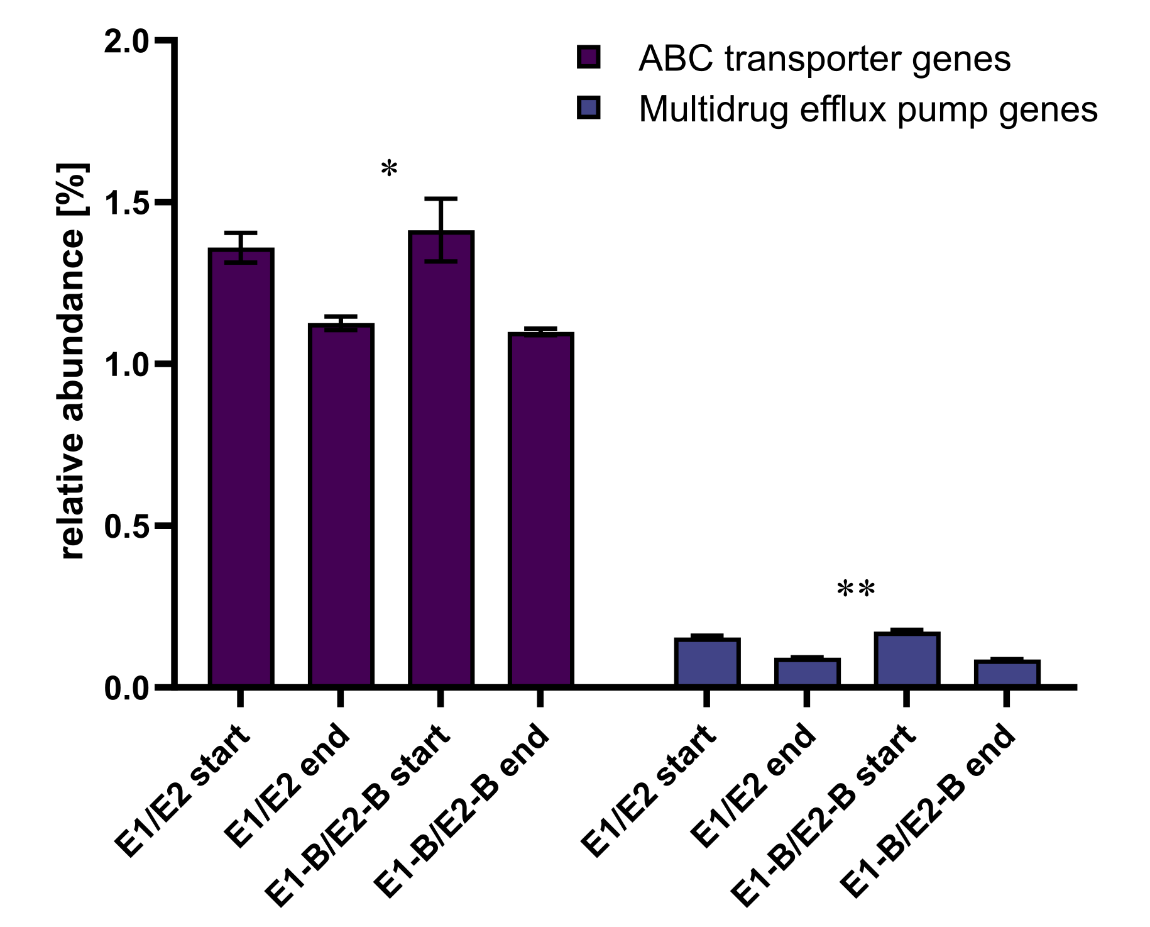 2.0
ABC transporter genes
Multidrug efflux pump genes
*
1.5
relative abundance [%]
1.0
0.5
**
0.0
E1/E2 start
E1/E2 end
E1-B/E2-B start
E1-B/E2-B end
E1/E2 start
E1/E2 end
E1-B/E2-B start
E1-B/E2-B end